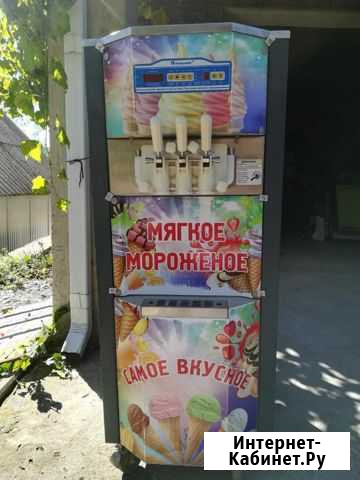 МЯГКОЕ
МОРОЖЕНОЕ
САМОЕ ВКУСНОЕ
Интернет-
Кабинет.Ру